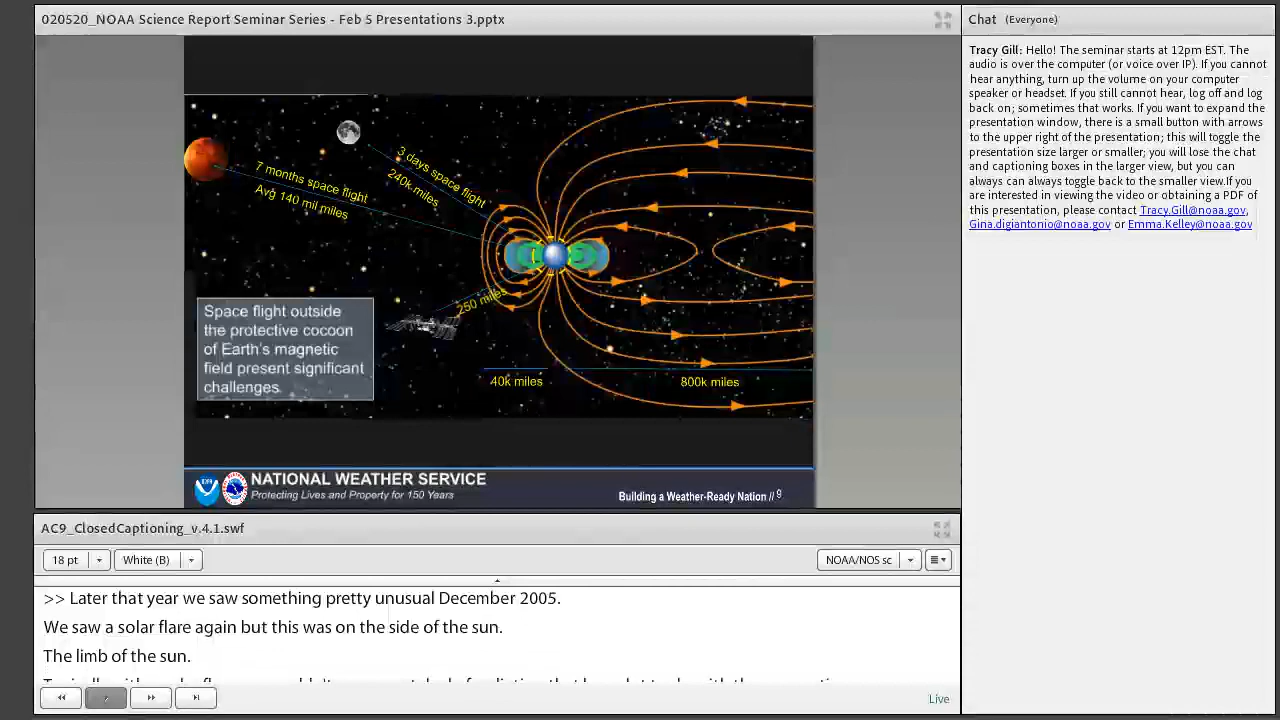 020520_NOAA Science Report Seminar Series - Feb 5 Presentations 3.pptx
7 months space flight
Avg 140 mil miles
3 days space flight
240k miles
250 miles
Space flight outside
the protective cocoon
of Earth's magnetic
field present significant
challenges
40k miles
800k miles
NATIONAL WEATHER SERVICE
Protecting Lives and Property for 150 Years
Building a Weather-Ready Nation // 9
AC9_ClosedCaptioning_v.4.1.swf
18 pt
White (B)
NOAA/NOS sc
>> Later that year we saw something pretty unusual December 2005.
We saw a solar flare again but this was on the side of the sun.
The limb of the sun.
Live
Chat (Everyone)
Tracy Gill: Hello! The seminar starts at 12pm EST. The
audio is over the computer (or voice over IP). If you cannot
hear anything, turn up the volume on your computer
speaker or headset. If you still cannot hear, log off and log
back on; sometimes that works. If you want to expand the
presentation window, there is a small button with arrows
to the upper right of the presentation; this will toggle the
presentation size larger or smaller; you will lose the
chat and captioning boxes in the larger view, but you can
always can always toggle back to the smaller view.If you
are interested in viewing the video or obtaining a PDF of
this presentation, please contact Tracy.Gill@noaa.gov,
Gina.digiantonio@noaa.gov or Emma.Kelley@noaa.gov